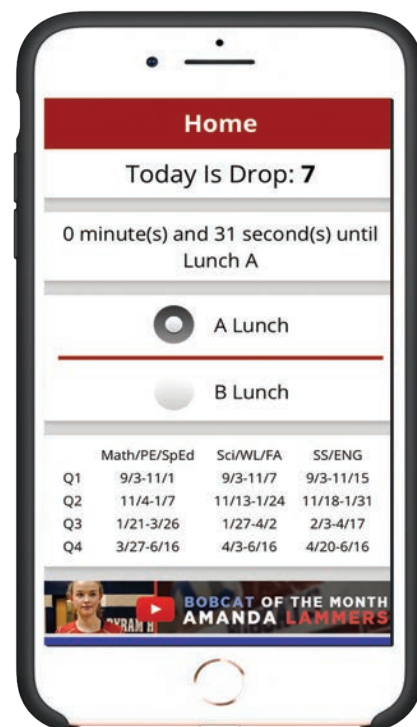 Home
Today Is Drop: 7
0 minute(s) and 31 second(s) until
Lunch A
A Lunch
B Lunch
Math/PE/SpEd Sci/WL/FA SS/ENG
Q1 9/3-11/1 9/3-11/7 9/3-11/15
Q2 11/4-1/7 11/13-1/24 11/18-1/31
Q3 1/21-3/26 1/27-4/2 2/3-4/17
Q4 3/27-6/16 4/3-6/16 4/20-6/16
BYRAM H
BOBCAT OF THE MONTH
AMANDA LAMMERS